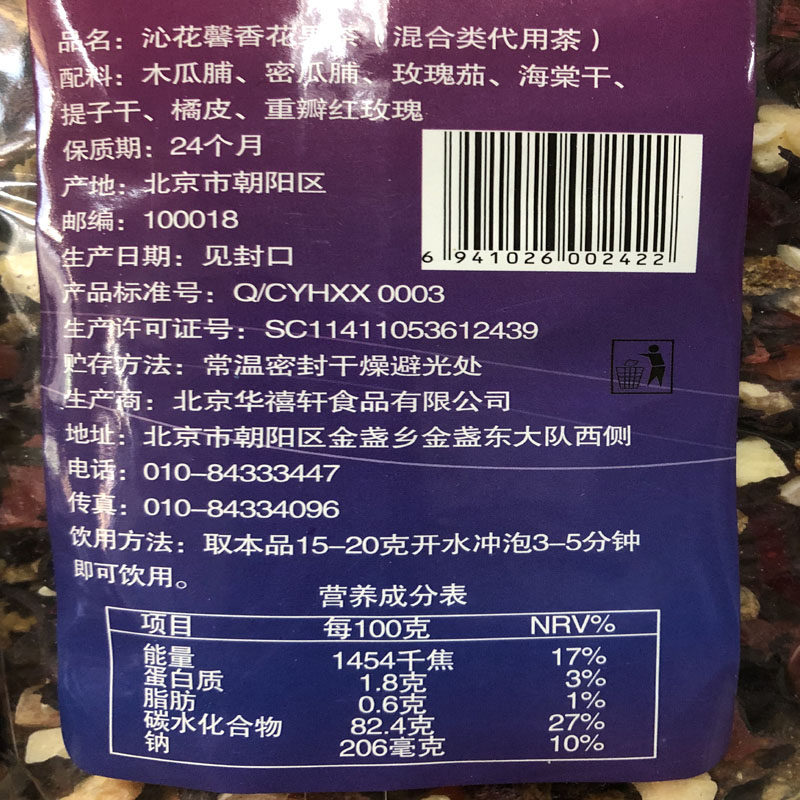 品名：沁花馨香花果茶（混合类代用茶）
配料：木瓜脯、密瓜脯、玫瑰茄、海棠干、
提子干、橘皮、重瓣红玫瑰
保质期：24个月
产地：北京市朝阳区
邮编：100018
生产日期：见封口
产品标准号：Q/CYHXX 0003
生产许可证号：SC11411053612439
贮存方法：常温密封干燥避光处
生产商：北京华禧轩食品有限公司
地址：北京市朝阳区金盏乡金盏东大队西侧
电话：010-84333447
传真：010-84334096
饮用方法：取本品15-20克开水冲泡3-5分钟
即可饮用。
6 941026 002422
营养成分表
项目 每100克 NRV%
能量 1454千焦 17%
蛋白质 1.8克 3%
脂肪 0.6克 1%
碳水化合物 82.4克 27%
钠 206毫克 10%